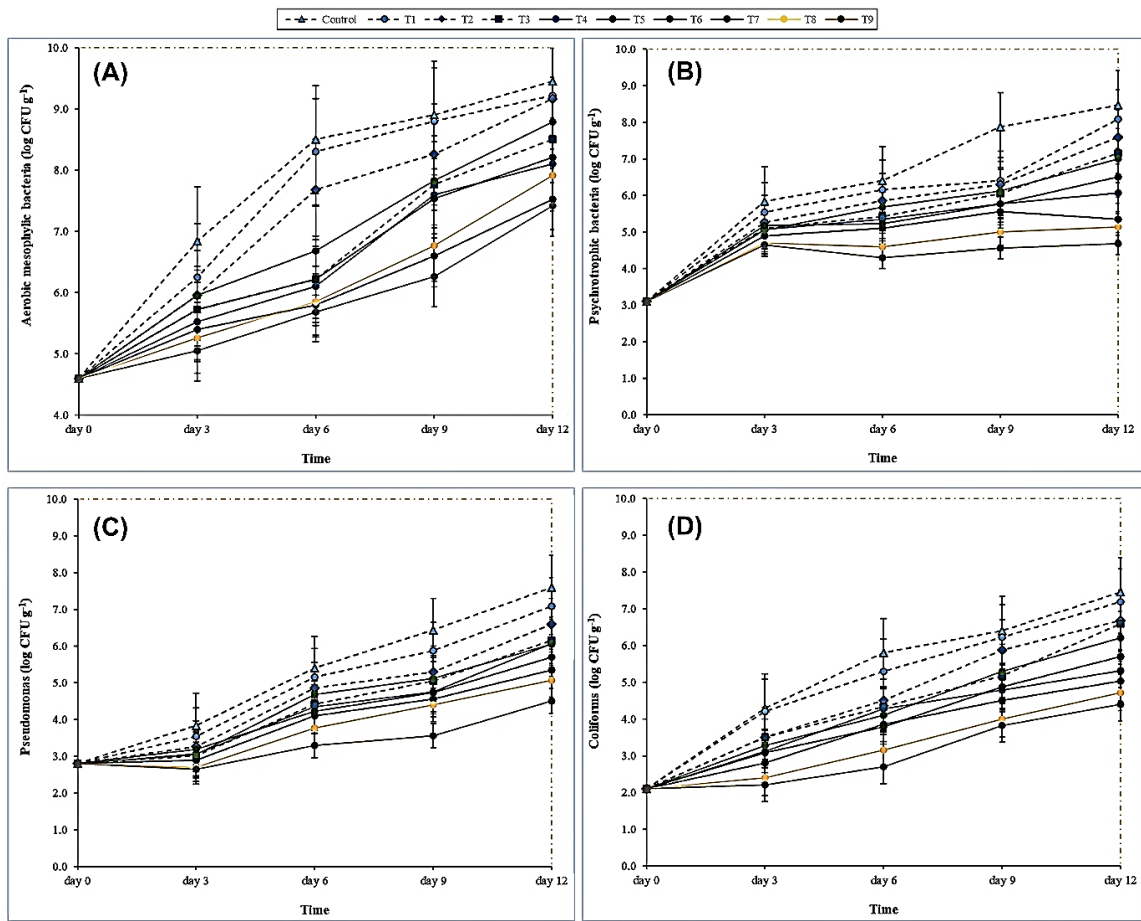 Control T1 T2 T3 T4 T5 T6 T7 T8 T9
(A)
Aerobic mesophylic bacteria (log CFU g⁻¹)
10.0
9.0
8.0
7.0
6.0
5.0
4.0
day 0 day 3 day 6 day 9 day 12
Time
(B)
Psychrotrophic bacteria (log CFU g⁻¹)
10.0
9.0
8.0
7.0
6.0
5.0
4.0
3.0
2.0
1.0
0.0
day 0 day 3 day 6 day 9 day 12
Time
(C)
Pseudomonas (log CFU g⁻¹)
10.0
9.0
8.0
7.0
6.0
5.0
4.0
3.0
2.0
1.0
0.0
day 0 day 3 day 6 day 9 day 12
Time
(D)
Coliforms (log CFU g⁻¹)
10.0
9.0
8.0
7.0
6.0
5.0
4.0
3.0
2.0
1.0
0.0
day 0 day 3 day 6 day 9 day 12
Time